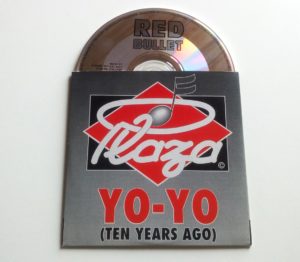 RED
BULLET
Plaza
©
YO-YO
(TEN YEARS AGO)